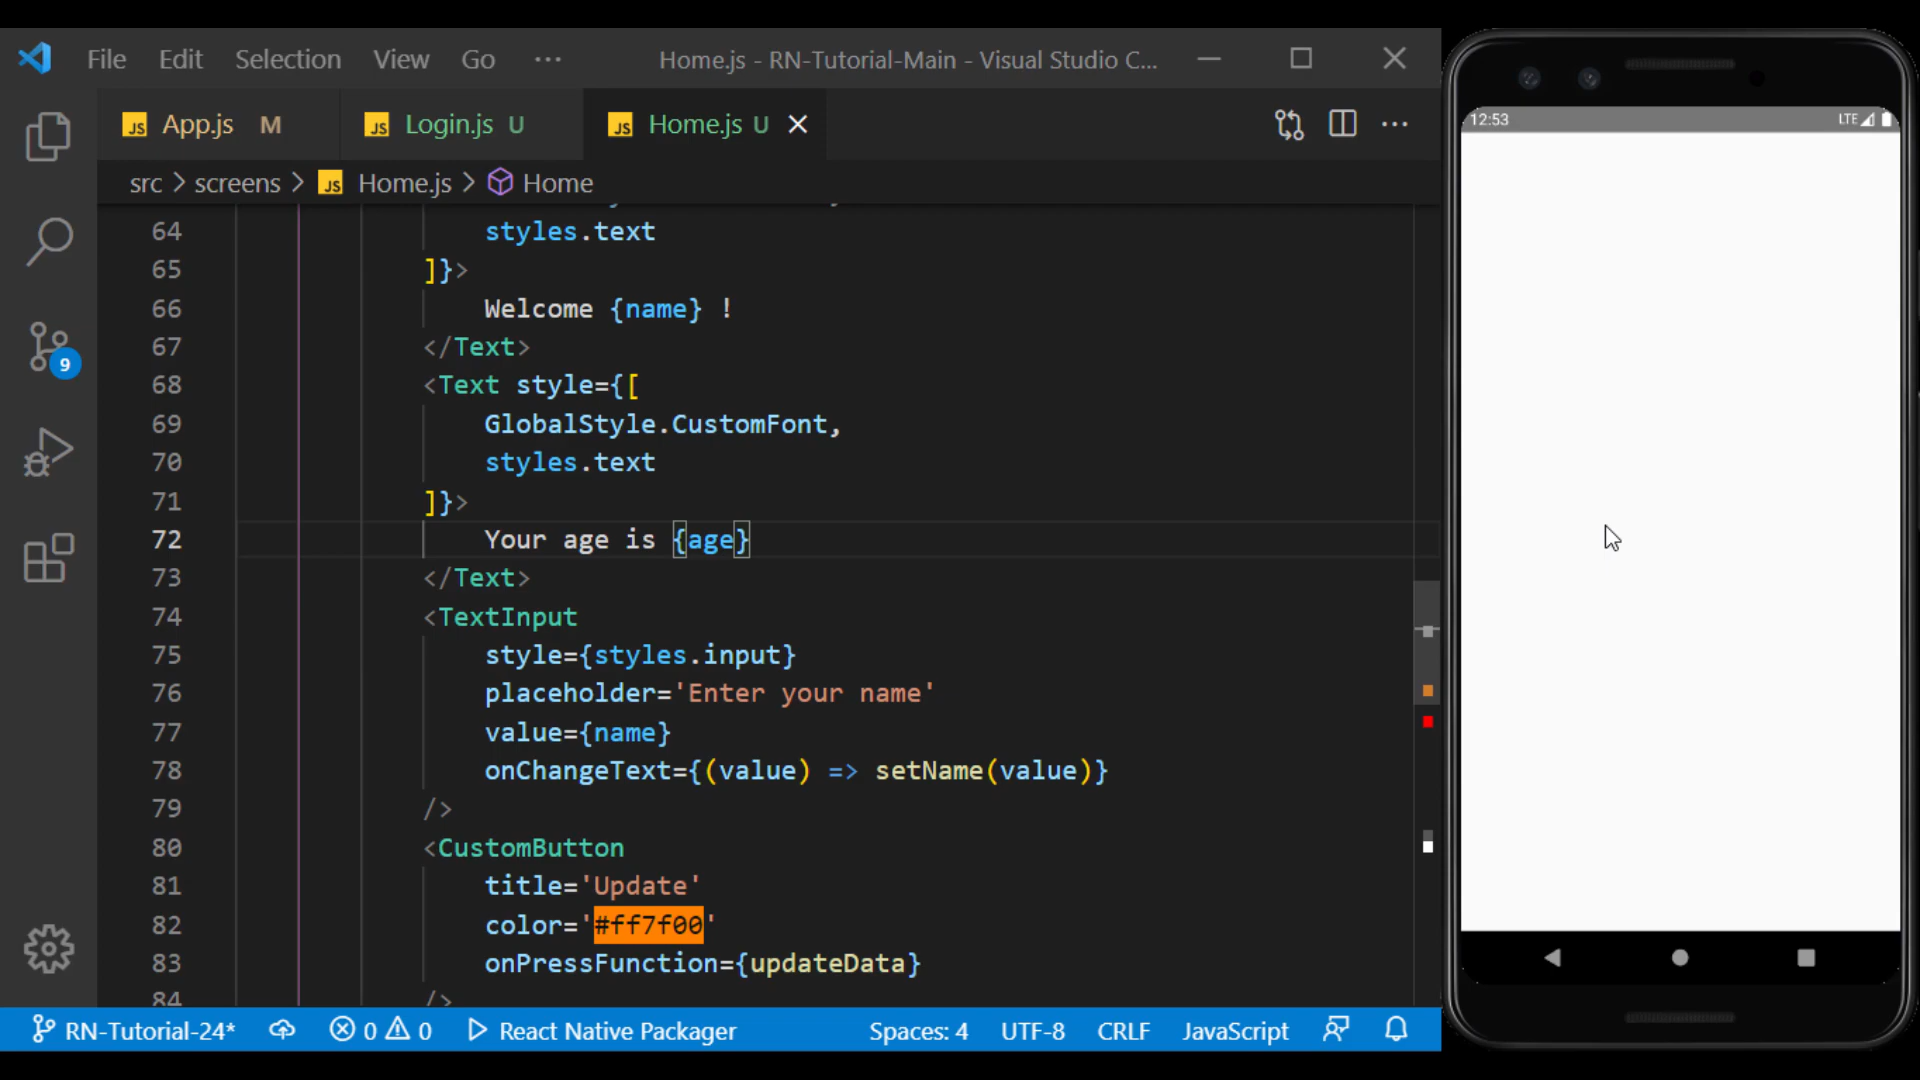 File Edit Selection View Go ··· Home.js - RN-Tutorial-Main - Visual Studio C...
JS App.js M JS Login.js U JS Home.js U
src > screens > JS Home.js > Home
64 styles.text
65 ]}>
66 Welcome {name} !
67 </Text>
68 <Text style={[
69 GlobalStyle.CustomFont,
70 styles.text
71 ]}>
72 Your age is {age}
73 </Text>
74 <TextInput
75 style={styles.input}
76 placeholder='Enter your name'
77 value={name}
78 onChangeText={(value) => setName(value)}
79 />
80 <CustomButton
81 title='Update'
82 color='#ff7f00'
83 onPressFunction={updateData}
84 />
9
RN-Tutorial-24* 0 0 React Native Packager Spaces: 4 UTF-8 CRLF JavaScript
12:53 LTE